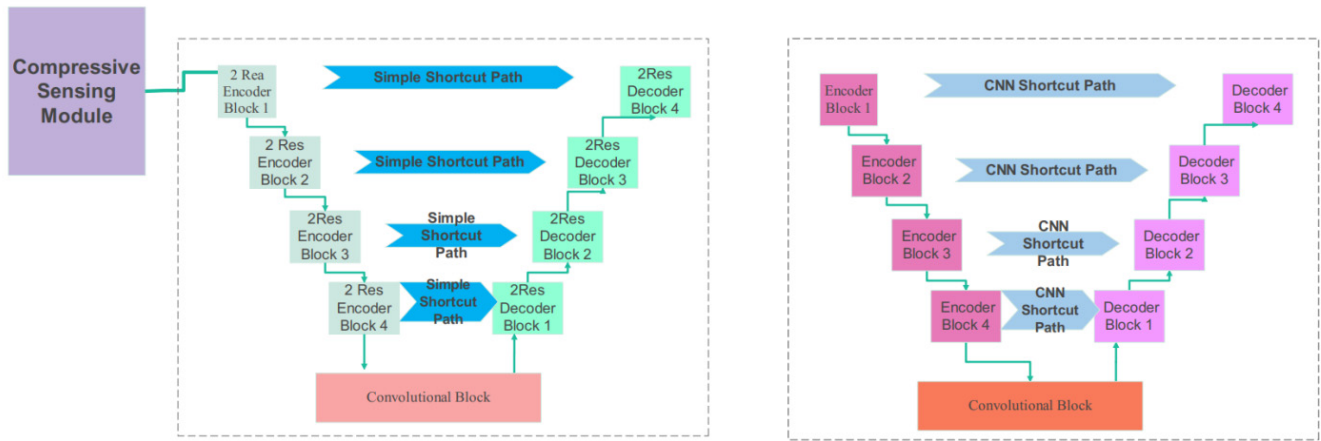 Compressive
Sensing
Module
2 Rea
Encoder
Block 1
Simple Shortcut Path
2Res
Decoder
Block 4
2 Res
Encoder
Block 2
Simple Shortcut Path
2Res
Decoder
Block 3
2Res
Encoder
Block 3
Simple
Shortcut
Path
2Res
Decoder
Block 2
2 Res
Encoder
Block 4
Simple
Shortcut
Path
2Res
Decoder
Block 1
Convolutional Block
Encoder
Block 1
CNN Shortcut Path
Decoder
Block 4
Encoder
Block 2
CNN Shortcut Path
Decoder
Block 3
Encoder
Block 3
CNN
Shortcut
Path
Decoder
Block 2
Encoder
Block 4
CNN
Shortcut
Path
Decoder
Block 1
Convolutional Block